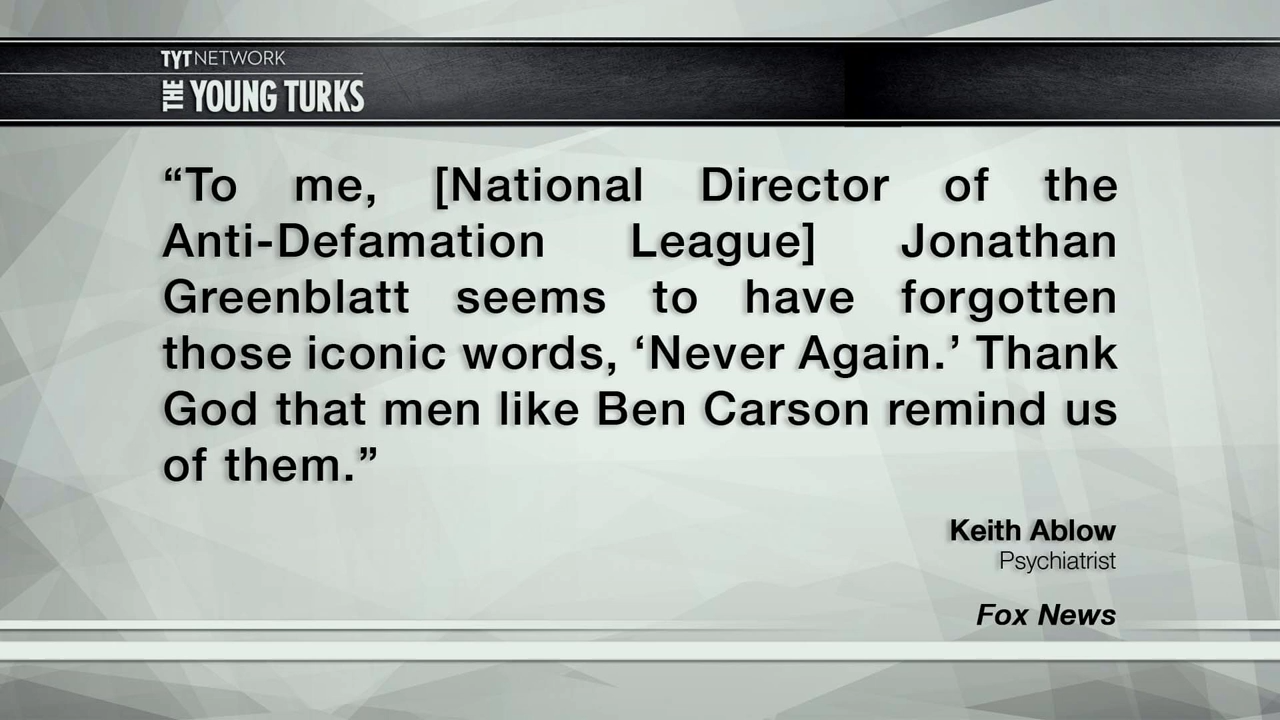 TYT NETWORK
THE YOUNG TURKS
“To me, [National Director of the
Anti-Defamation League] Jonathan
Greenblatt seems to have forgotten
those iconic words, ‘Never Again.’ Thank
God that men like Ben Carson remind us
of them.”
Keith Ablow
Psychiatrist
Fox News